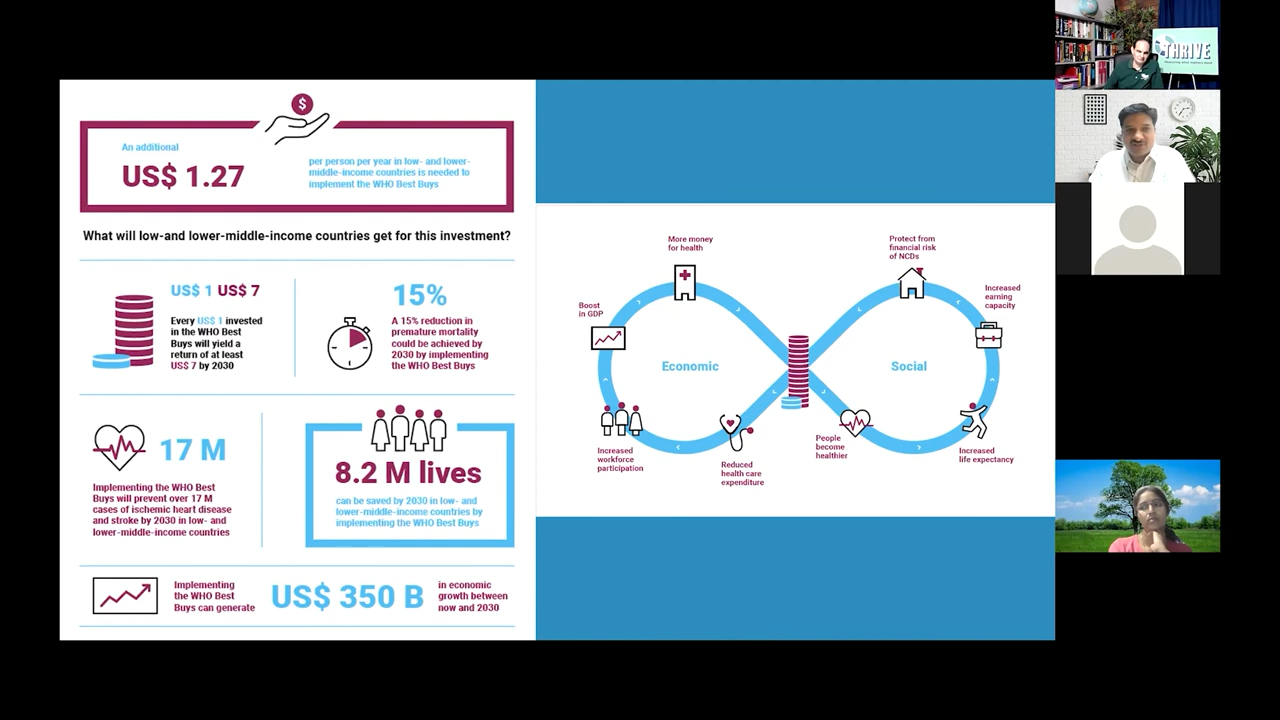 An additional
US$ 1.27
per person per year in low- and lower-
middle-income countries is needed to
implement the WHO Best Buys
$
What will low-and lower-middle-income countries get for this investment?
US$ 1 US$ 7
Every US$ 1 invested
in the WHO Best
Buys will yield a
return of at least
US$ 7 by 2030
15%
A 15% reduction in
premature mortality
could be achieved by
2030 by implementing
the WHO Best Buys
17 M
Implementing the WHO Best
Buys will prevent over 17 M
cases of ischemic heart disease
and stroke by 2030 in low- and
lower-middle-income countries
8.2 M lives
can be saved by 2030 in low- and
lower-middle-income countries by
implementing the WHO Best Buys
Implementing
the WHO Best
Buys can generate
US$ 350 B
in economic
growth between
now and 2030
More money
for health
Boost
in GDP
Economic
Increased
workforce
participation
Reduced
health care
expenditure
Protect from
financial risk
of NCDs
Increased
earning
capacity
Social
People
become
healthier
Increased
life expectancy
THRIVE